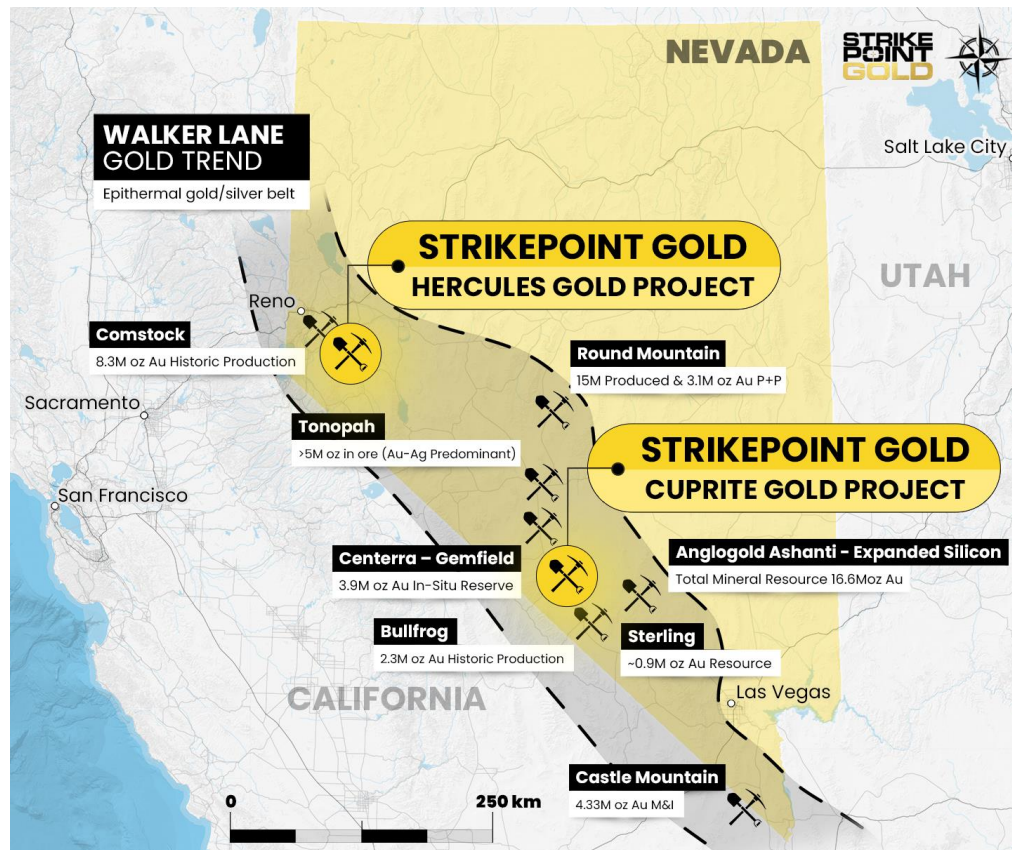 NEVADA
STRIKE
POINT
GOLD
Salt Lake City
WALKER LANE
GOLD TREND
Epithermal gold/silver belt
STRIKEPOINT GOLD
HERCULES GOLD PROJECT
UTAH
Reno
Comstock
8.3M oz Au Historic Production
Round Mountain
15M Produced & 3.1M oz Au P+P
Sacramento
Tonopah
>5M oz in ore (Au-Ag Predominant)
STRIKEPOINT GOLD
CUPRITE GOLD PROJECT
San Francisco
Centerra – Gemfield
3.9M oz Au In-Situ Reserve
Anglogold Ashanti - Expanded Silicon
Total Mineral Resource 16.6Moz Au
Bullfrog
2.3M oz Au Historic Production
Sterling
~0.9M oz Au Resource
CALIFORNIA
Las Vegas
Castle Mountain
4.33M oz Au M&I
0
250 km